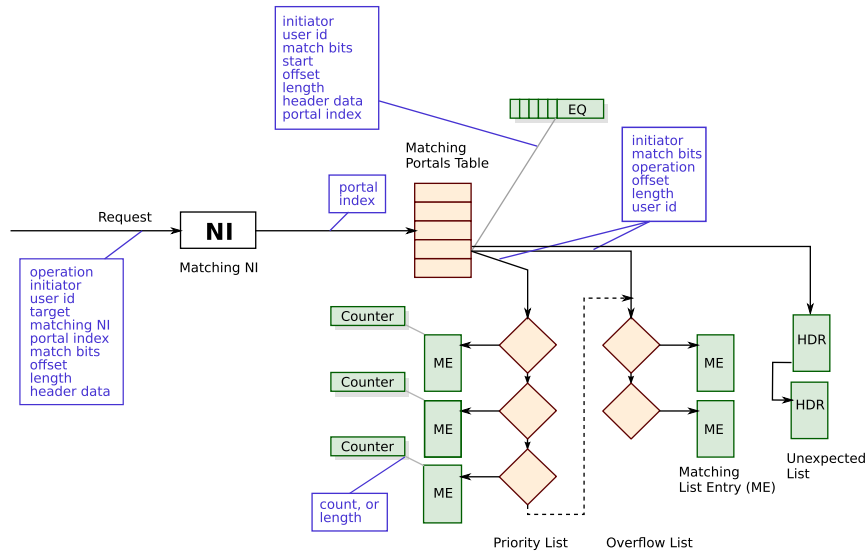 initiator
user id
match bits
start
offset
length
header data
portal index
EQ
Matching
Portals Table
initiator
match bits
operation
offset
length
user id
portal
index
Request
NI
Matching NI
operation
initiator
user id
target
matching NI
portal index
match bits
offset
length
header data
Counter
ME
Counter
ME
Counter
ME
count, or
length
ME
ME
HDR
HDR
Matching
List Entry (ME)
Unexpected
List
Priority List
Overflow List